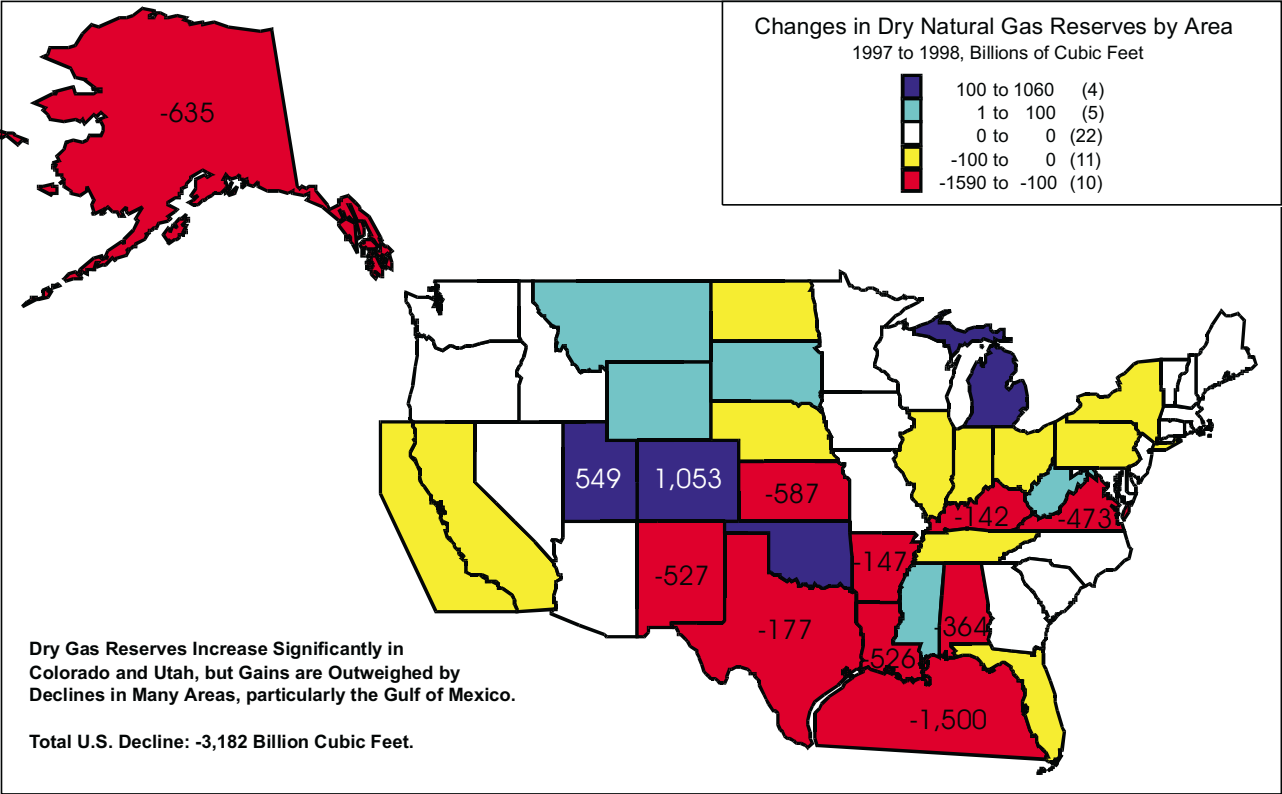 Changes in Dry Natural Gas Reserves by Area
1997 to 1998, Billions of Cubic Feet
100 to 1060 (4)
1 to 100 (5)
0 to 0 (22)
-100 to 0 (11)
-1590 to -100 (10)
-635
549
1,053
-587
-142
-473
-527
-147
-177
-364
-526
-1,500
Dry Gas Reserves Increase Significantly in
Colorado and Utah, but Gains are Outweighed by
Declines in Many Areas, particularly the Gulf of Mexico.
Total U.S. Decline: -3,182 Billion Cubic Feet.